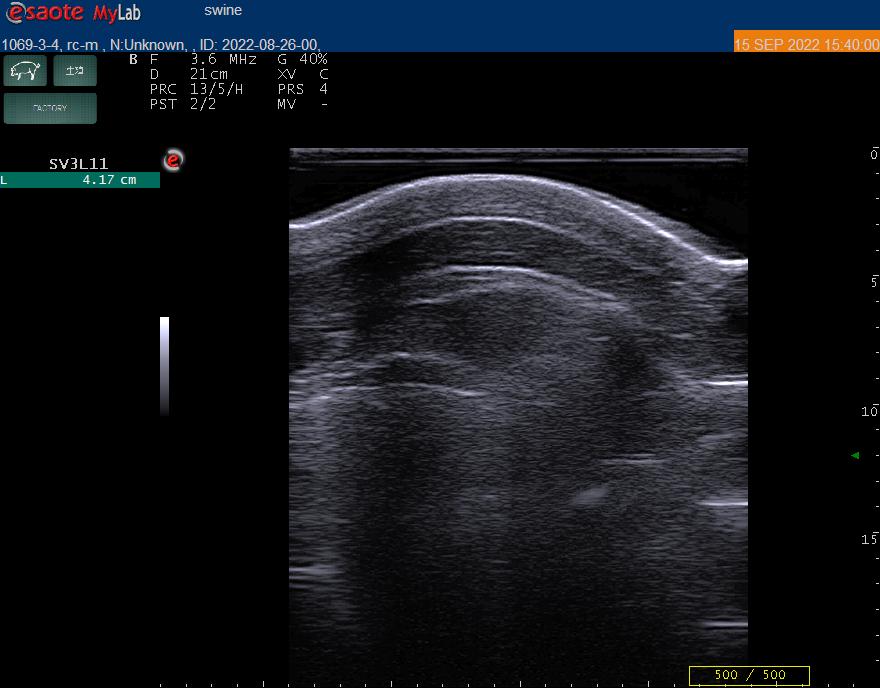 esaote MyLab
swine
1069-3-4, rc-m , N:Unknown, , ID: 2022-08-26-00,
15 SEP 2022 15:40:00
B F 3.6 MHz G 40%
D 21cm XV C
PRC 13/5/H PRS 4
PST 2/2 MV -
FACTORY
SV3L11
L 4.17 cm
0
5
10
15
500 / 500